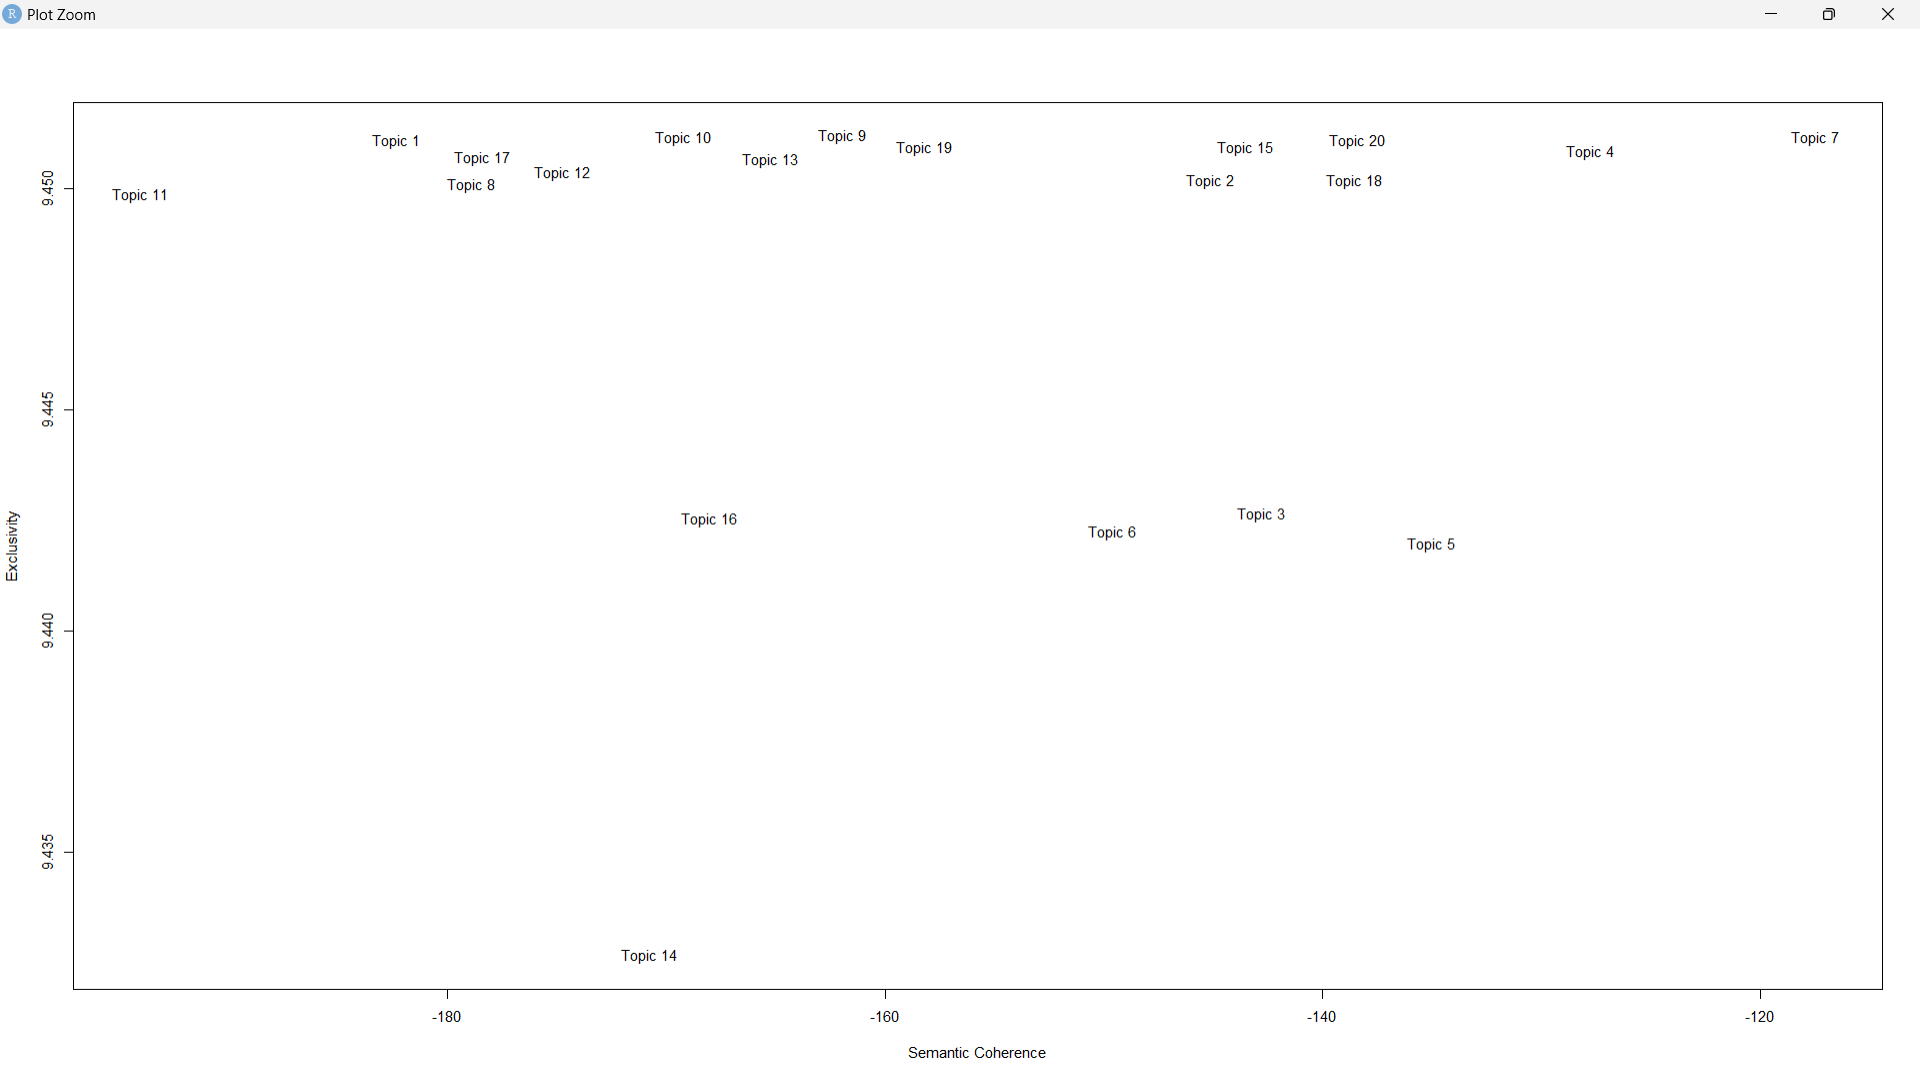 R Plot Zoom
Topic 9
Topic 10
Topic 7
Topic 1
Topic 20
Topic 19
Topic 15
Topic 4
Topic 17
Topic 13
Topic 12
Topic 2
Topic 18
Topic 8
Topic 11
Topic 3
Topic 16
Topic 6
Topic 5
Topic 14
9.450
9.445
9.440
9.435
Exclusivity
-180
-160
-140
-120
Semantic Coherence